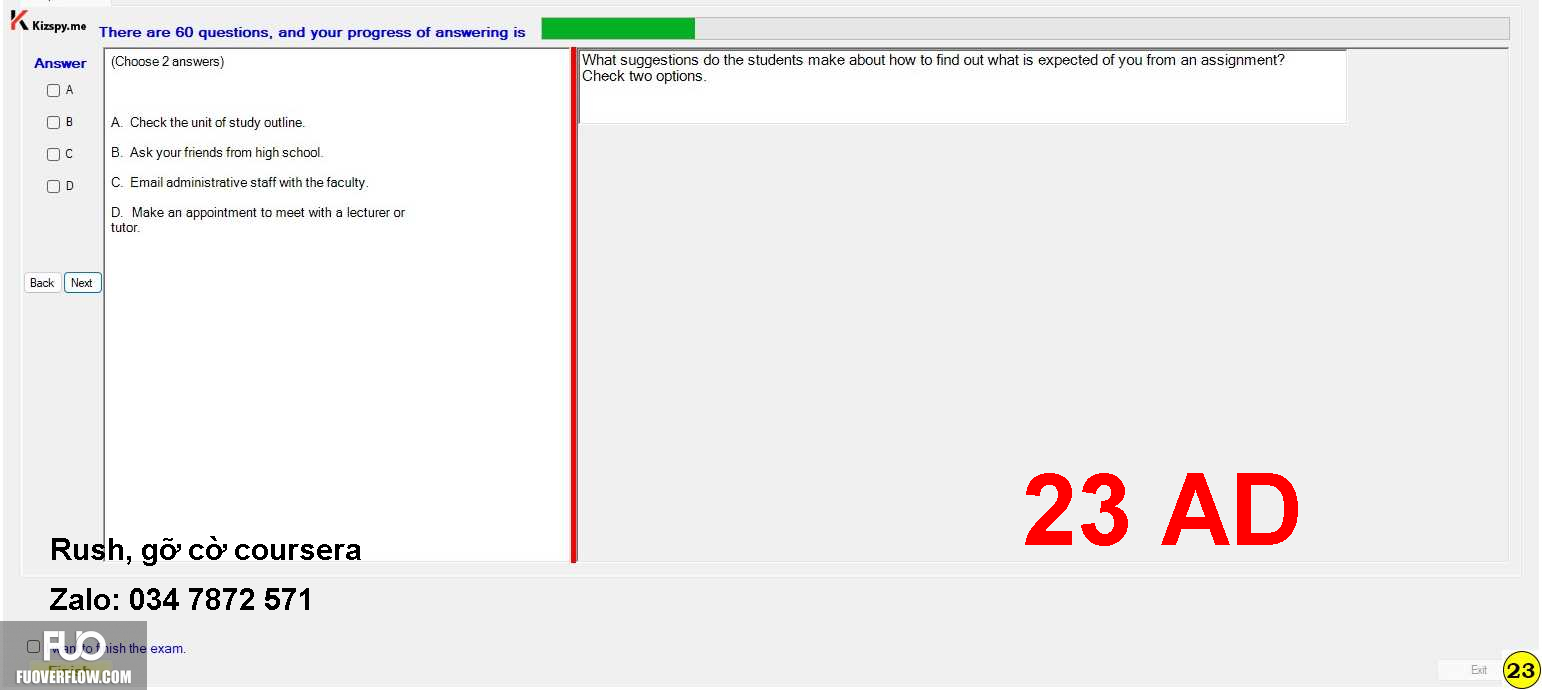 Kizspy.me
There are 60 questions, and your progress of answering is
Answer
A
B
C
D
Back
Next
(Choose 2 answers)
A. Check the unit of study outline.
B. Ask your friends from high school.
C. Email administrative staff with the faculty.
D. Make an appointment to meet with a lecturer or
tutor.
What suggestions do the students make about how to find out what is expected of you from an assignment?
Check two options.
23 AD
Rush, gỡ cờ coursera
Zalo: 034 7872 571
to finish the exam.
Finish
FUO
FUOVERFLOW.COM
Exit
23